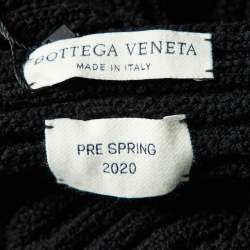 BOTTEGA VENETA
MADE IN ITALY
PRE SPRING
2020